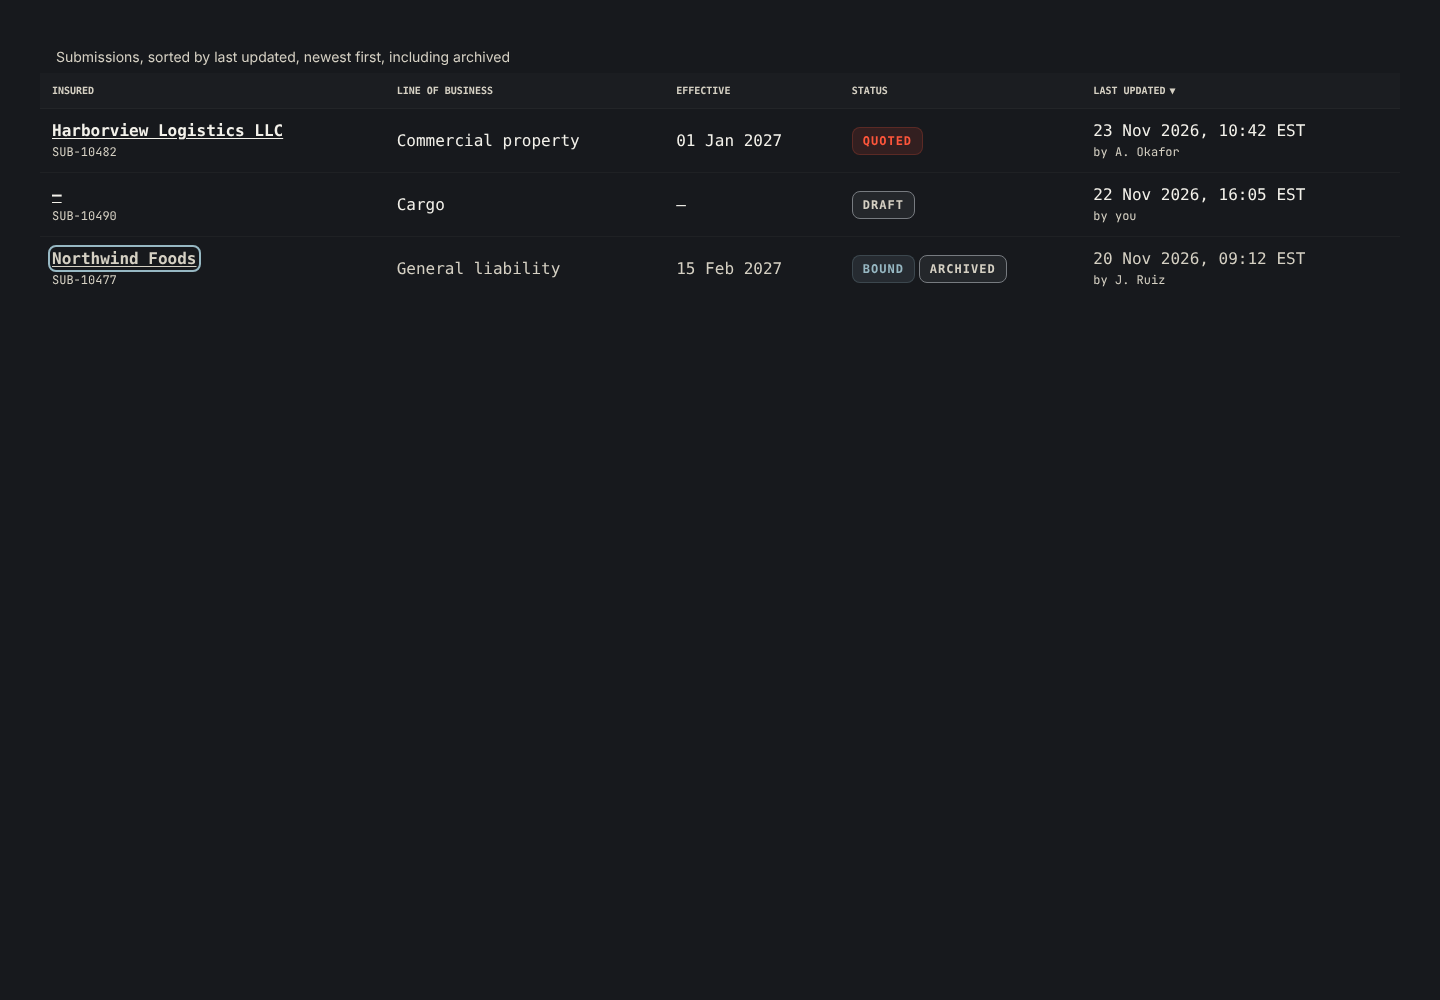 Submissions, sorted by last updated, newest first, including archived
INSURED LINE OF BUSINESS EFFECTIVE STATUS LAST UPDATED ▼
Harborview Logistics LLC
SUB-10482
Commercial property
01 Jan 2027
QUOTED
23 Nov 2026, 10:42 EST
by A. Okafor
—
SUB-10490
Cargo
—
DRAFT
22 Nov 2026, 16:05 EST
by you
Northwind Foods
SUB-10477
General liability
15 Feb 2027
BOUND ARCHIVED
20 Nov 2026, 09:12 EST
by J. Ruiz